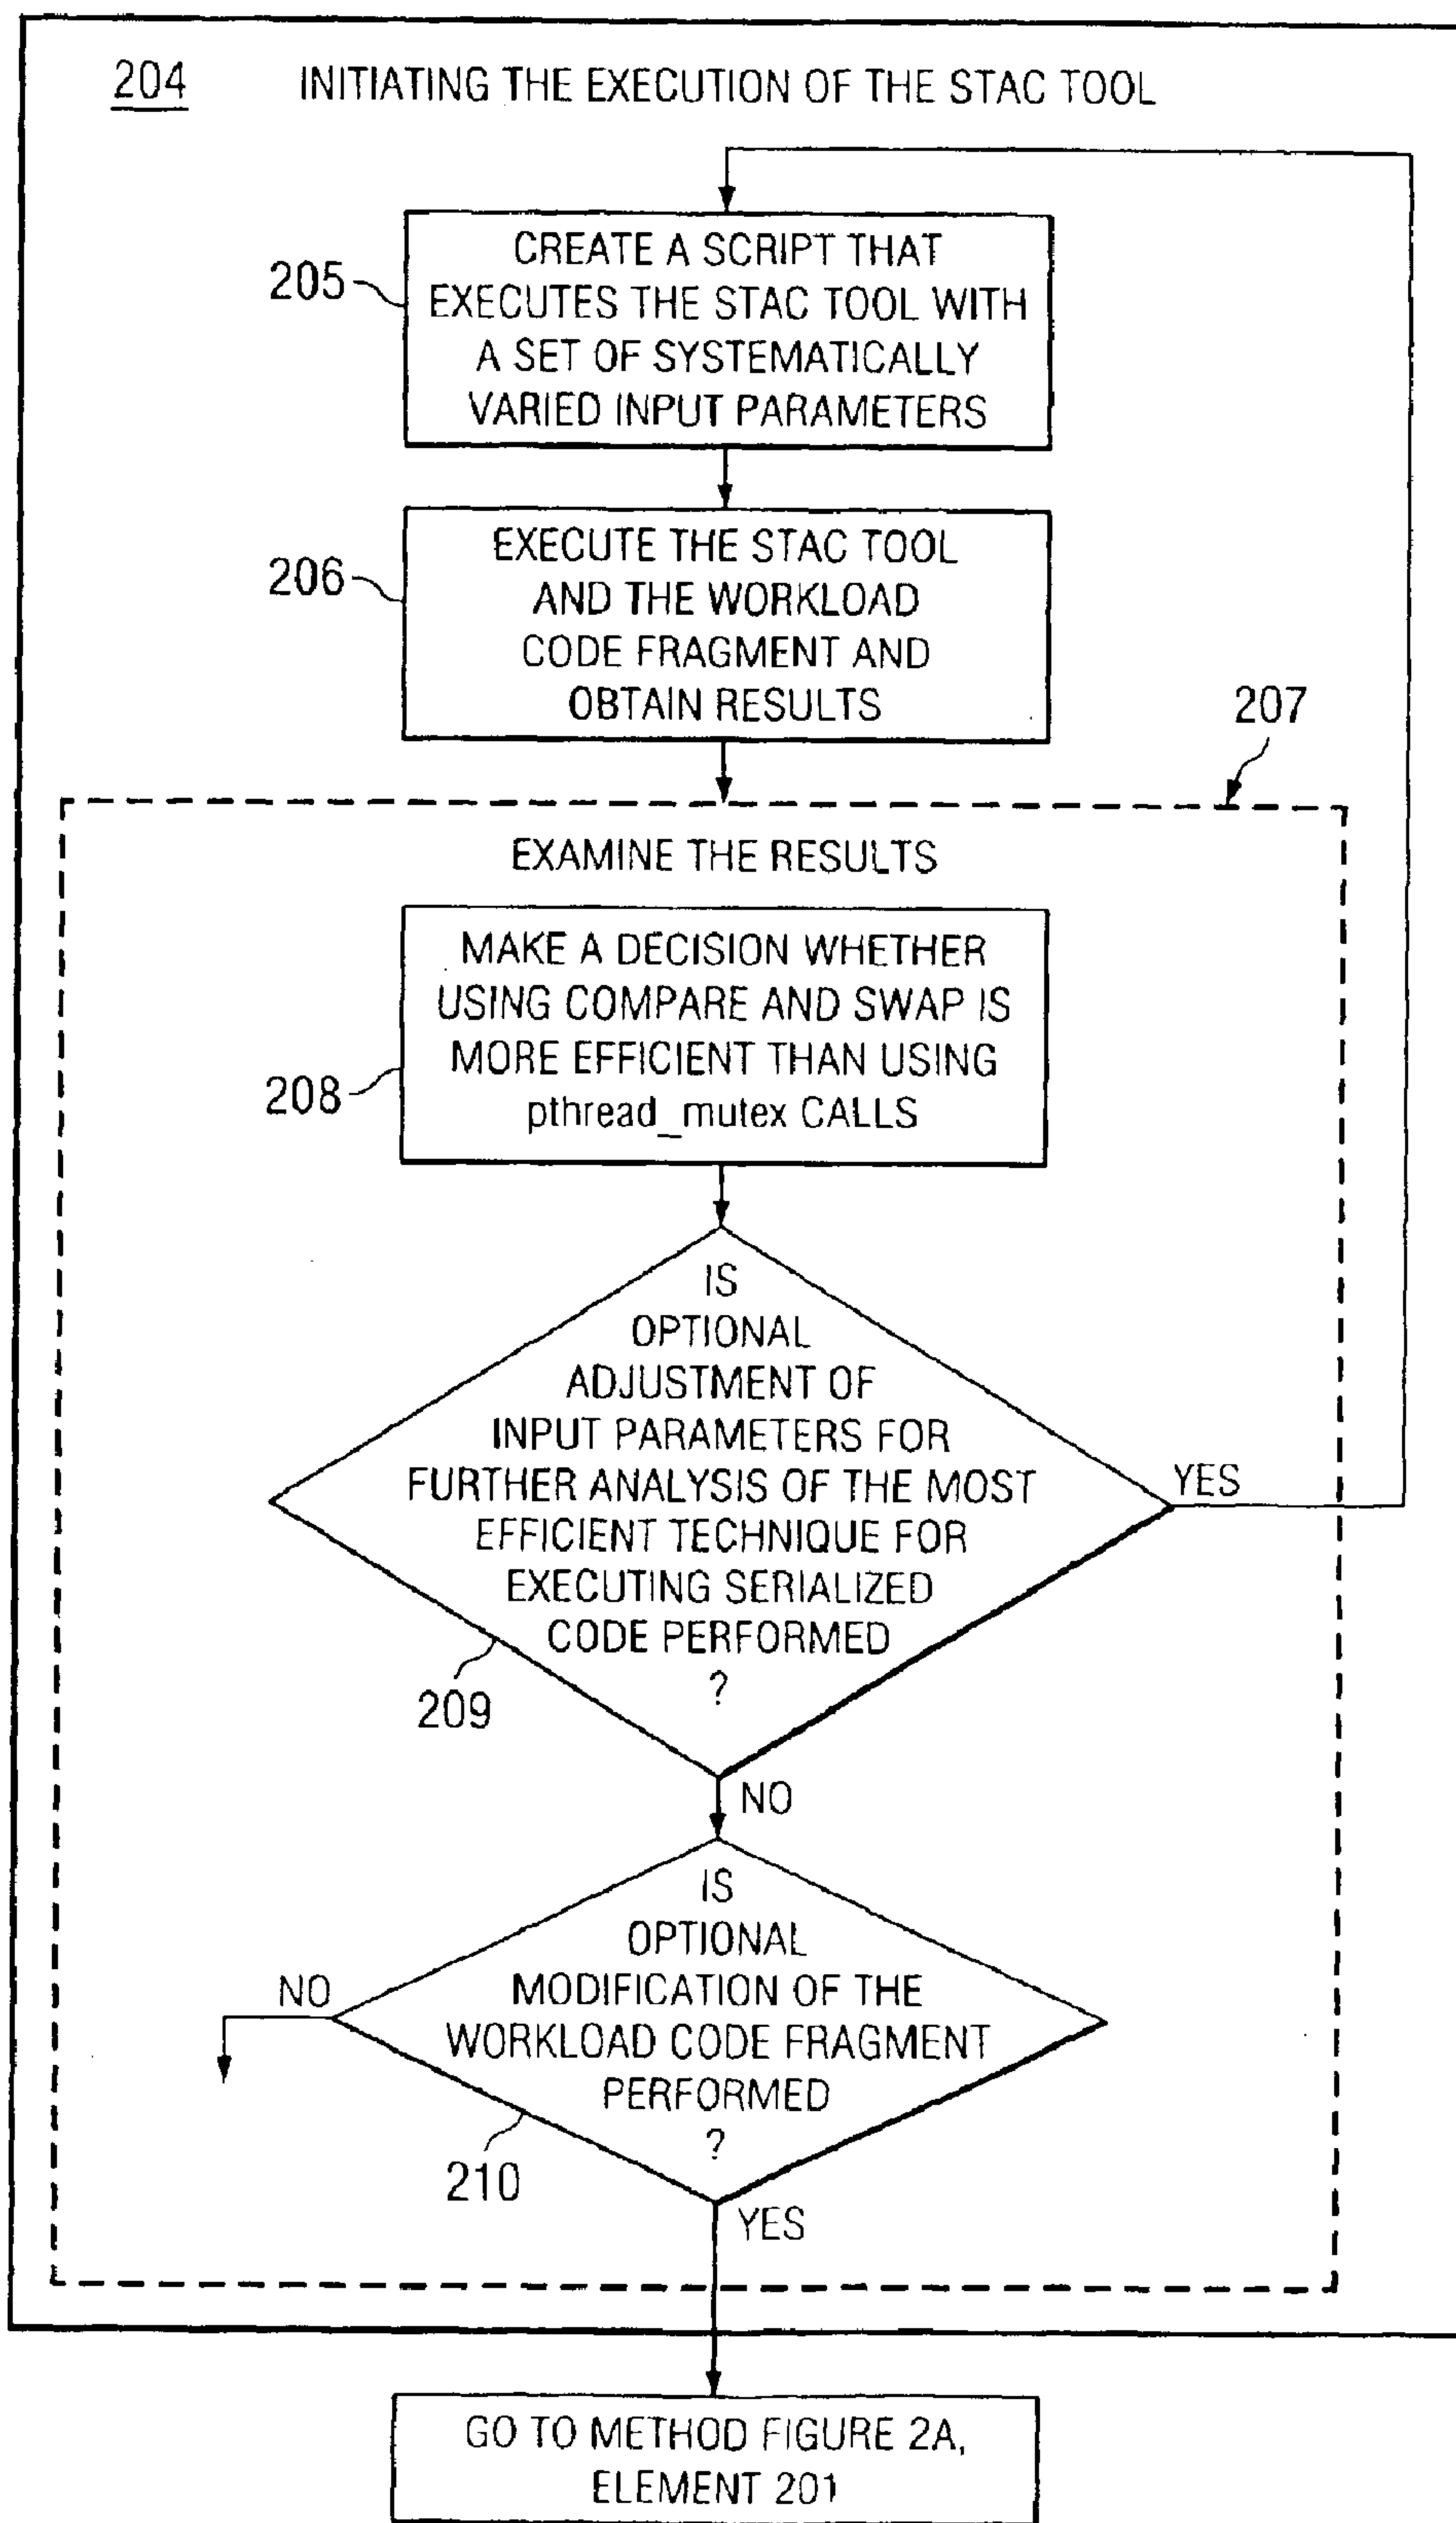 204 INITIATING THE EXECUTION OF THE STAC TOOL
CREATE A SCRIPT THAT
205
EXECUTES THE STAC TOOL WITH
A SET OF SYSTEMATICALLY
VARIED INPUT PARAMETERS
EXECUTE THE STAC TOOL
206
AND THE WORKLOAD
CODE FRAGMENT AND
OBTAIN RESULTS
207
EXAMINE THE RESULTS
MAKE A DECISION WHETHER
USING COMPARE AND SWAP IS
MORE EFFICIENT THAN USING
208
pthread_mutex CALLS
IS
OPTIONAL
ADJUSTMENT OF
INPUT PARAMETERS FOR
FURTHER ANALYSIS OF THE MOST
YES
EFFICIENT TECHNIQUE FOR
EXECUTING SERIALIZED
CODE PERFORMED
?
209
NO
IS
OPTIONAL
MODIFICATION OF THE
NO
WORKLOAD CODE FRAGMENT
PERFORMED
?
210
YES
GO TO METHOD FIGURE 2A,
ELEMENT 201